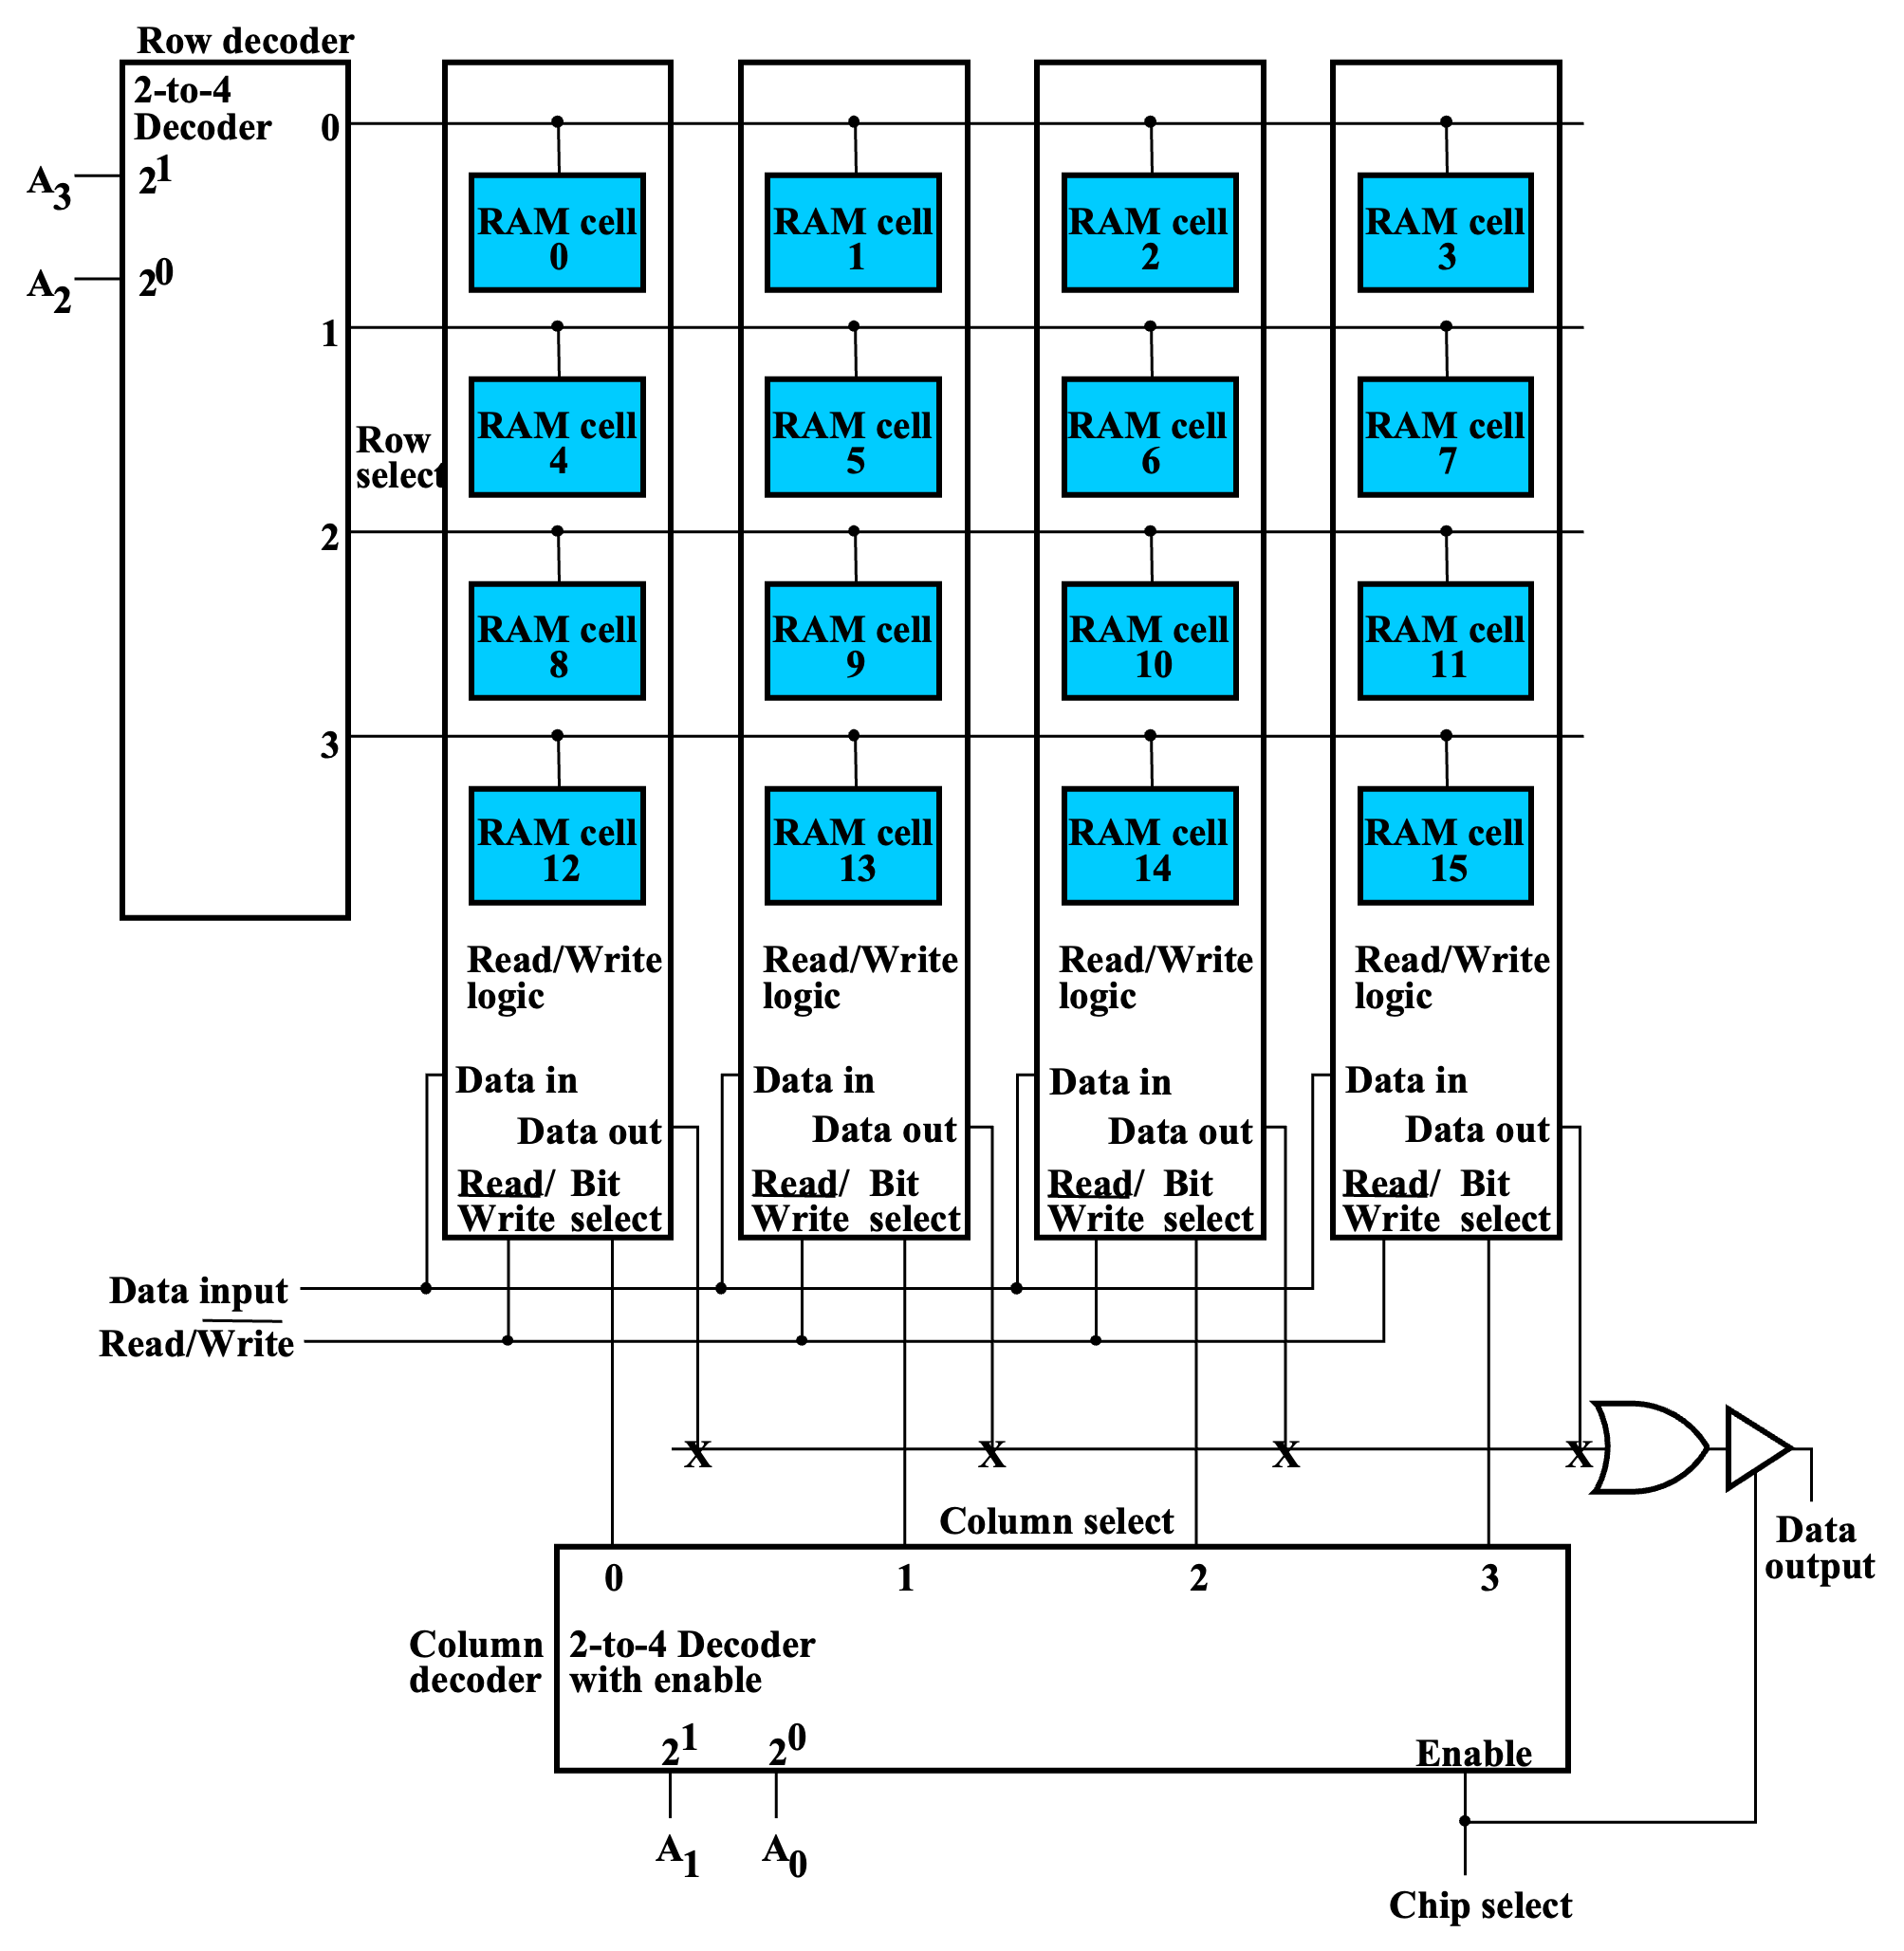 Row decoder
2-to-4
Decoder
0
A3
2^1
A2
2^0
RAM cell
0
RAM cell
1
RAM cell
2
RAM cell
3
1
Row
select
RAM cell
4
RAM cell
5
RAM cell
6
RAM cell
7
2
RAM cell
8
RAM cell
9
RAM cell
10
RAM cell
11
3
RAM cell
12
RAM cell
13
RAM cell
14
RAM cell
15
Read/Write
logic
Read/Write
logic
Read/Write
logic
Read/Write
logic
Data in
Data out
Read/
Write
Bit
select
Data in
Data out
Read/
Write
Bit
select
Data in
Data out
Read/
Write
Bit
select
Data in
Data out
Read/
Write
Bit
select
Data input
Read/Write
X
X
X
X
Data
output
Column select
0
1
2
3
Column
decoder
2-to-4 Decoder
with enable
2^1
2^0
Enable
A1
A0
Chip select